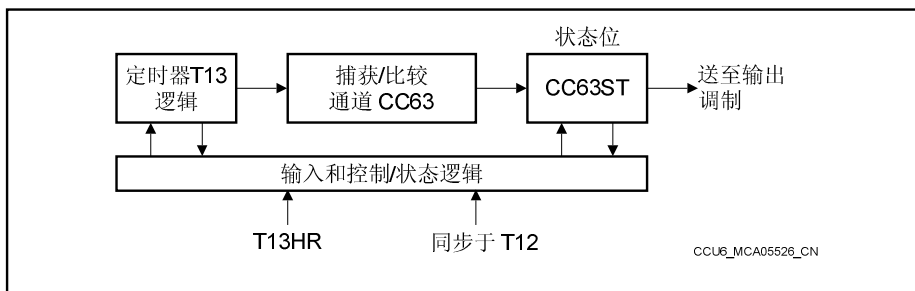 状态位
定时器T13
逻辑
捕获/比较
通道 CC63
CC63ST
送至输出
调制
输入和控制/状态逻辑
T13HR
同步于 T12
CCU6_MCA05526_CN